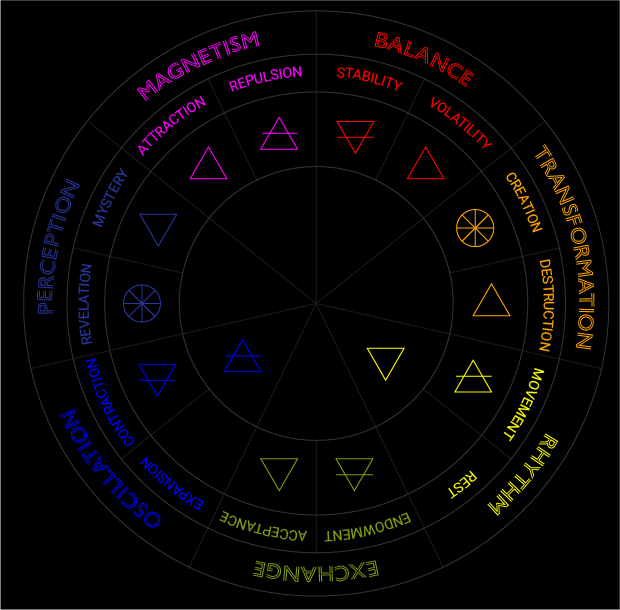 MAGNETISM
BALANCE
REPULSION
STABILITY
ATTRACTION
VOLATILITY
TRANSFORMATION
CREATION
MYSTERY
PERCEPTION
DESTRUCTION
REVELATION
MOVEMENT
CONTRACTION
OSCILLATION
RHYTHM
EXPANSION
REST
ACCEPTANCE
ENDOWMENT
EXCHANGE